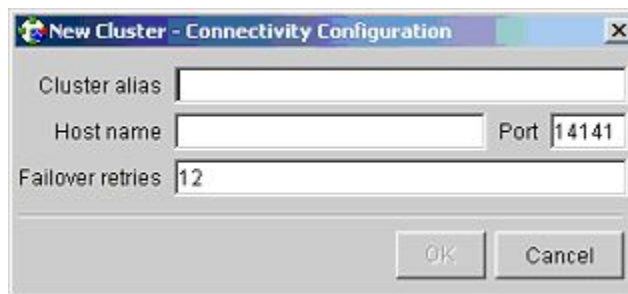 New Cluster - Connectivity Configuration
Cluster alias
Host name Port 14141
Failover retries 12
OK Cancel